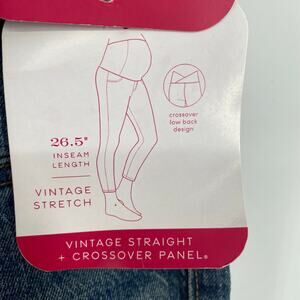 26.5"
INSEAM
LENGTH
VINTAGE
STRETCH
crossover
low back
design
VINTAGE STRAIGHT
+ CROSSOVER PANEL®